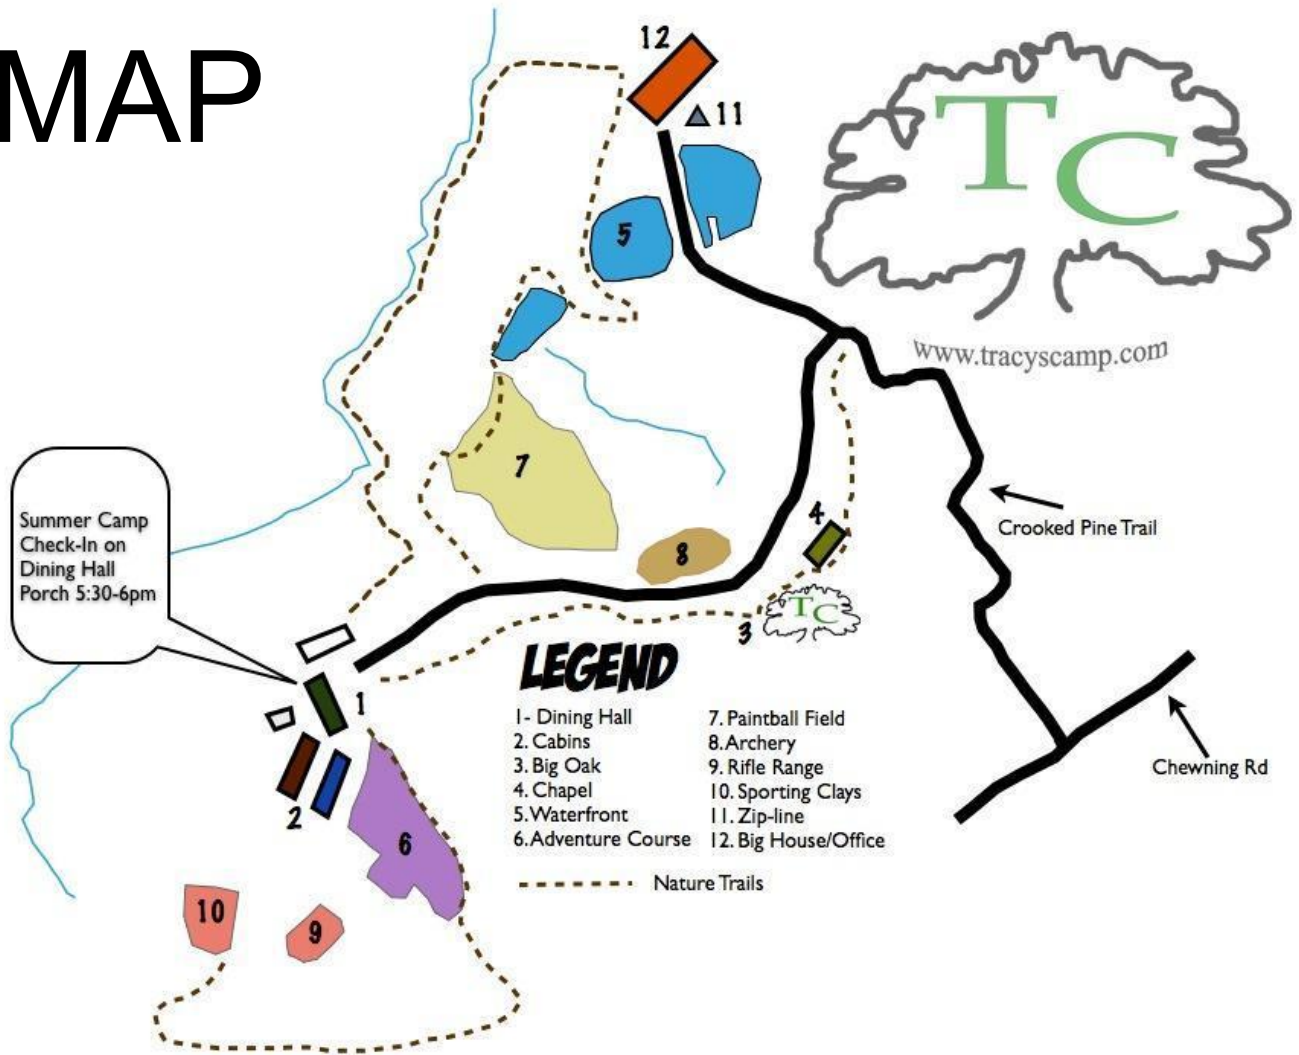 MAP
12
11
TC
5
www.tracyscamp.com
7
Summer Camp
Check-In on
Dining Hall
Porch 5:30-6pm
4
Crooked Pine Trail
8
TC
3
LEGEND
1- Dining Hall
2. Cabins
3. Big Oak
4. Chapel
5. Waterfront
6. Adventure Course
7. Paintball Field
8. Archery
9. Rifle Range
10. Sporting Clays
11. Zip-line
12. Big House/Office
Nature Trails
1
Chewning Rd
2
6
10
9